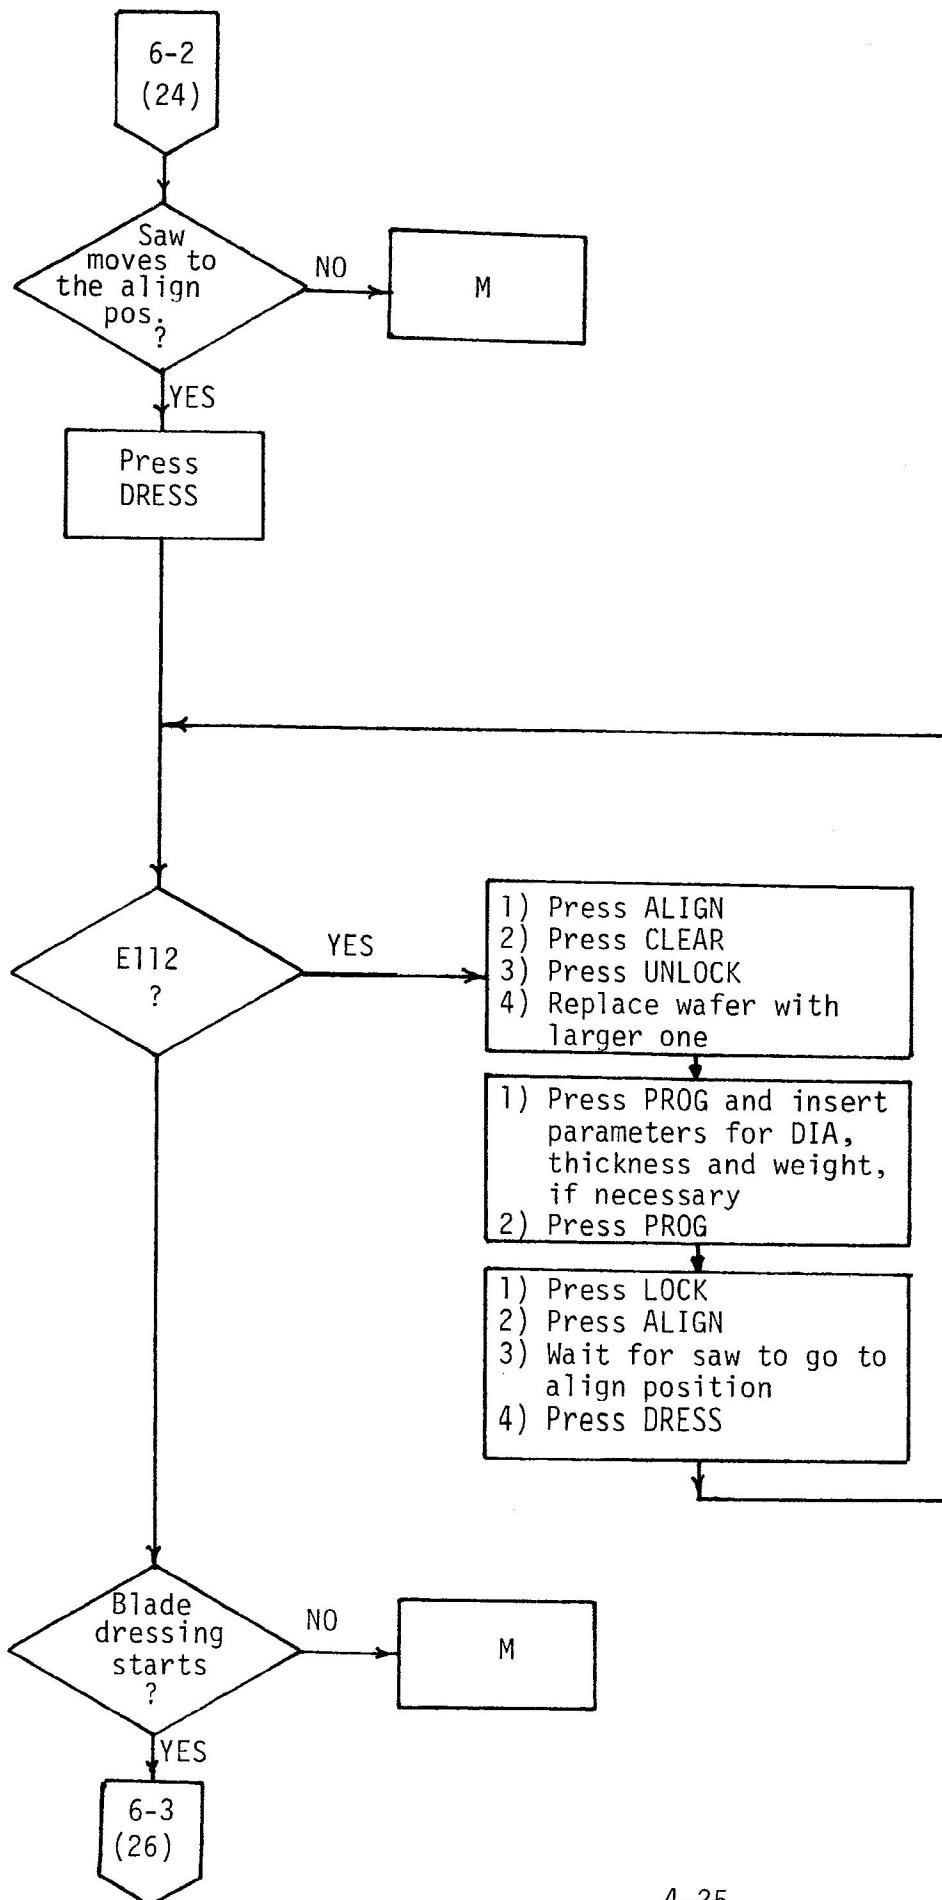 6-2
(24)
Saw
moves to
the align
pos.
?
NO
M
YES
Press
DRESS
E112
?
YES
1) Press ALIGN
2) Press CLEAR
3) Press UNLOCK
4) Replace wafer with
larger one
1) Press PROG and insert
parameters for DIA,
thickness and weight,
if necessary
2) Press PROG
1) Press LOCK
2) Press ALIGN
3) Wait for saw to go to
align position
4) Press DRESS
Blade
dressing
starts
?
NO
M
YES
6-3
(26)
4-25